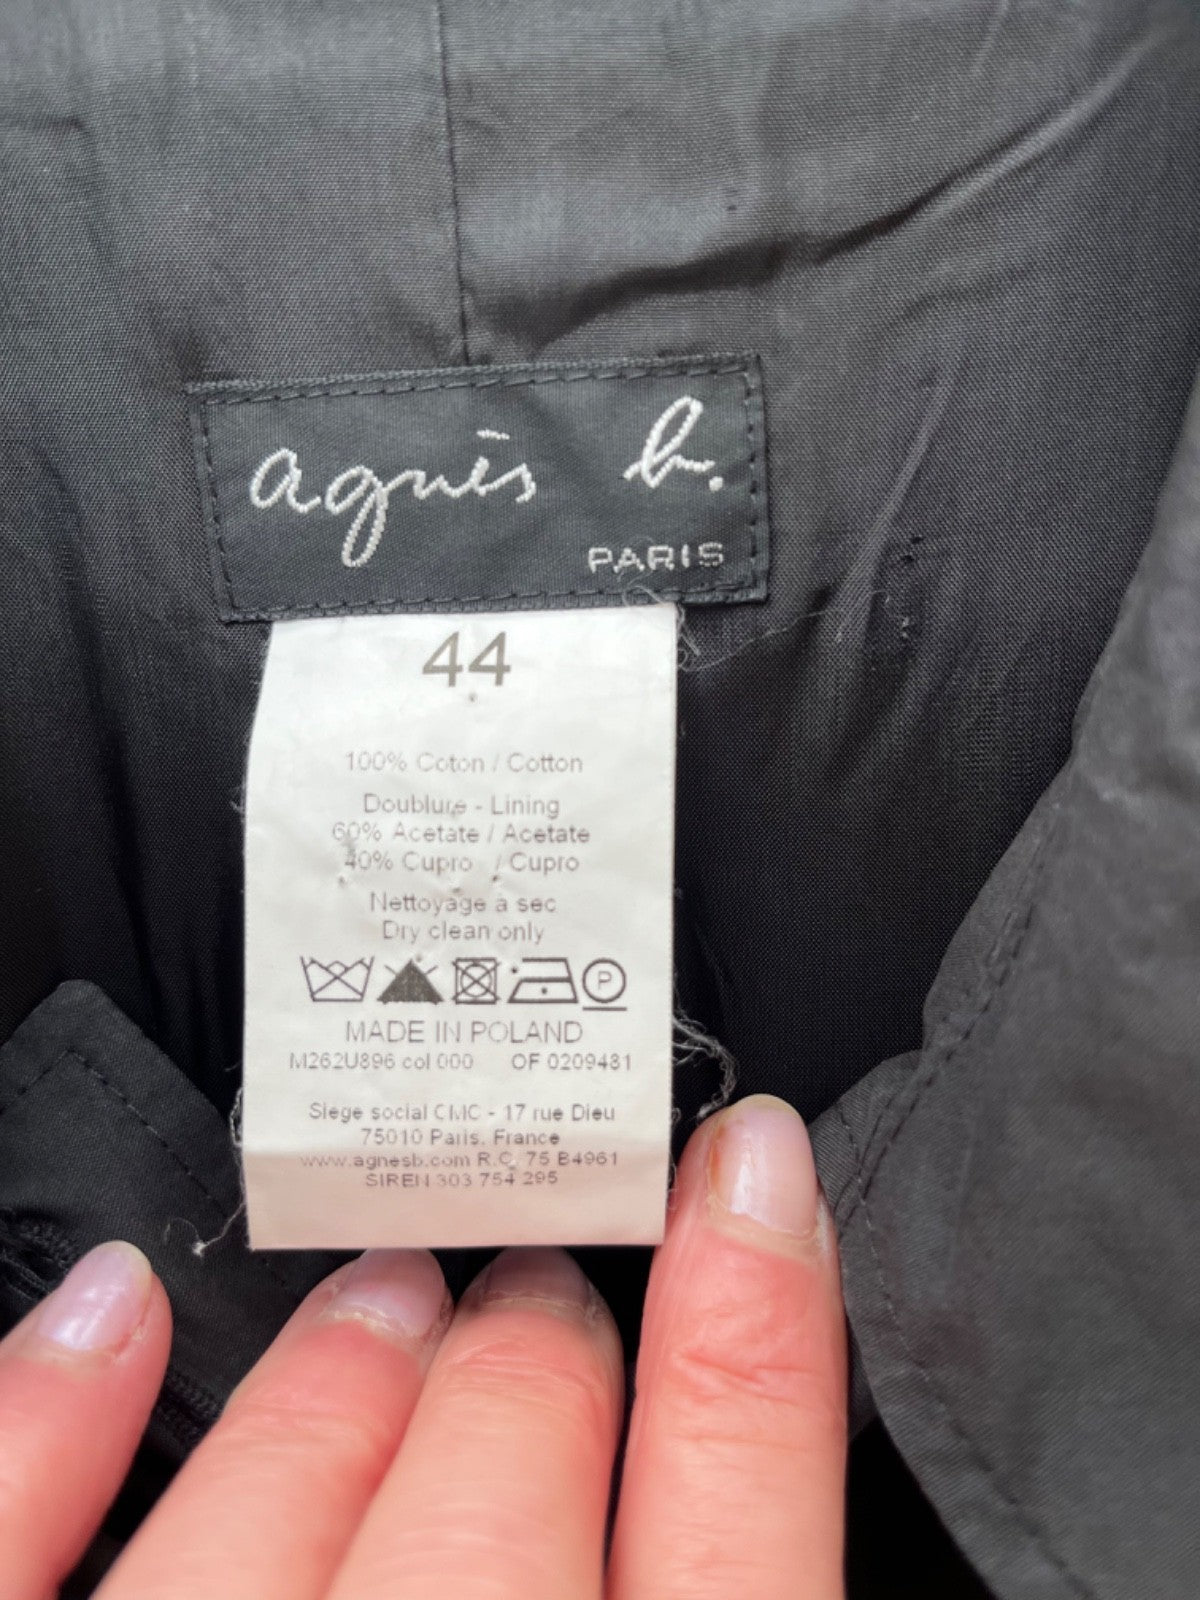 agnès b.
PARIS
44
100% Coton / Cotton
Doublure - Lining
60% Acetate / Acetate
40% Cupro / Cupro
Nettoyage à sec
Dry clean only
P
MADE IN POLAND
M262U896 col 000 OF 0209481
Siège social CMC - 17 rue Dieu
75010 Paris. France
www.agnesb.com R.C. 75 B4961
SIREN 303 754 295